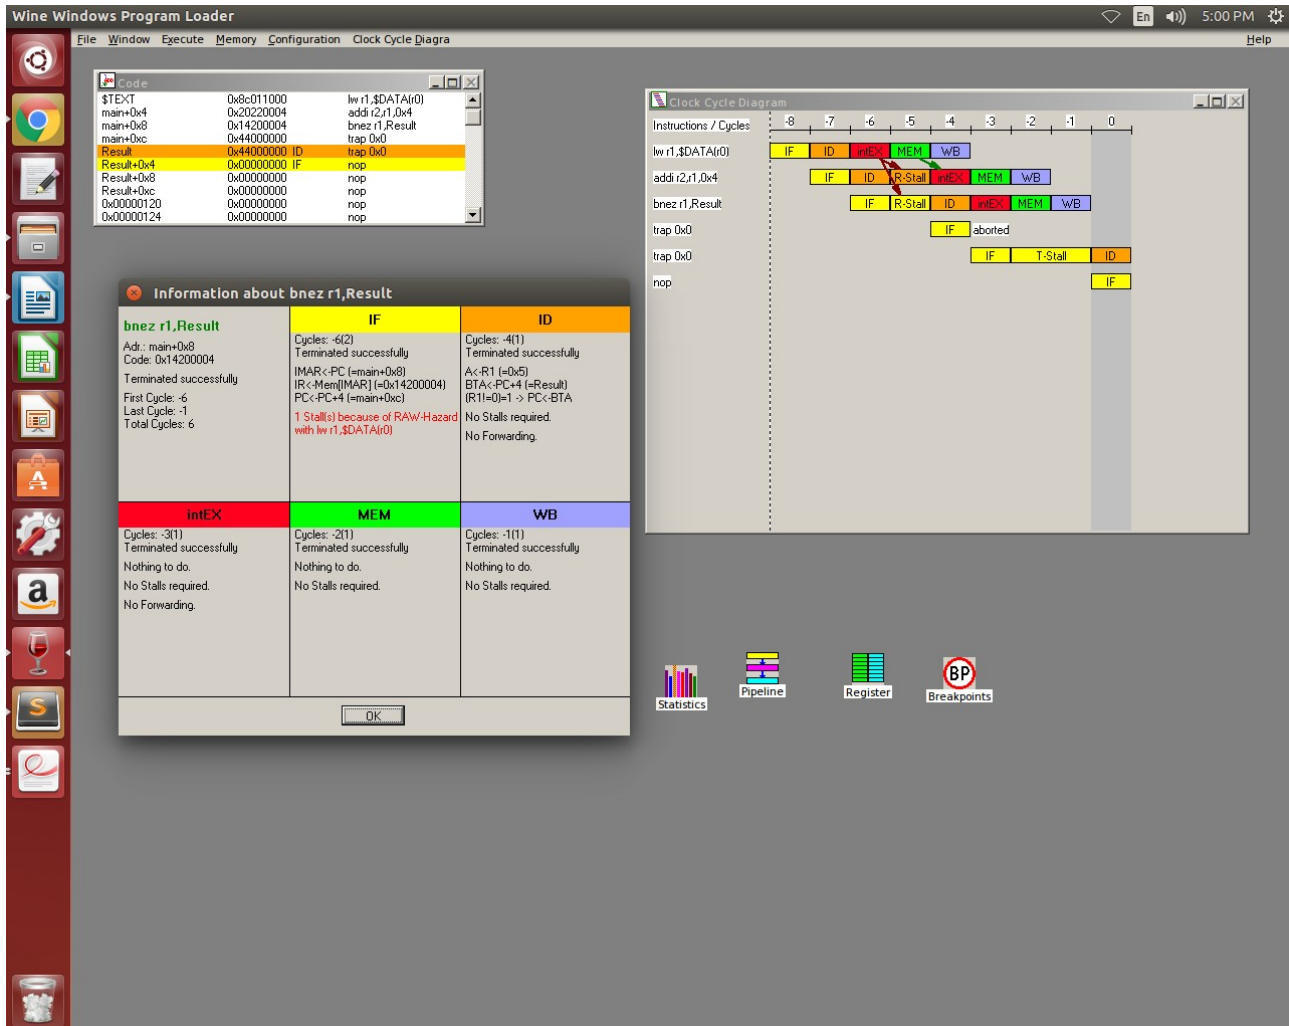 Wine Windows Program Loader
En
5:00 PM
File Window Execute Memory Configuration Clock Cycle Diagra
Help
Code
$TEXT 0x8c011000 lw r1,$DATA(r0)
main+0x4 0x20220004 addi r2,r1,0x4
main+0x8 0x14200004 bnez r1,Result
main+0xc 0x44000000 trap 0x0
Result 0x44000000 ID trap 0x0
Result+0x4 0x00000000 IF nop
Result+0x8 0x00000000 nop
Result+0xc 0x00000000 nop
0x00000120 0x00000000 nop
0x00000124 0x00000000 nop
Clock Cycle Diagram
Instructions / Cycles -8 -7 -6 -5 -4 -3 -2 -1 0
lw r1,$DATA(r0) IF ID intEX MEM WB
addi r2,r1,0x4 IF ID R-Stall intEX MEM WB
bnez r1,Result IF R-Stall ID intEX MEM WB
trap 0x0 IF aborted
trap 0x0 IF T-Stall ID
nop IF
Information about bnez r1,Result
bnez r1,Result
Adr.: main+0x8
Code: 0x14200004
Terminated successfully
First Cycle: -6
Last Cycle: -1
Total Cycles: 6
IF
Cycles: -6(2)
Terminated successfully
IMAR<-PC (=main+0x8)
IR<-Mem[IMAR] (=0x14200004)
PC<-PC+4 (=main+0xc)
1 Stall(s) because of RAW-Hazard
with lw r1,$DATA(r0)
ID
Cycles: -4(1)
Terminated successfully
A<-R1 (=0x5)
BTA<-PC+4 (=Result)
(R1!=0)=1 -> PC<-BTA
No Stalls required.
No Forwarding.
intEX
Cycles: -3(1)
Terminated successfully
Nothing to do.
No Stalls required.
No Forwarding.
MEM
Cycles: -2(1)
Terminated successfully
Nothing to do.
No Stalls required.
WB
Cycles: -1(1)
Terminated successfully
Nothing to do.
No Stalls required.
OK
Statistics
Pipeline
Register
BP
Breakpoints